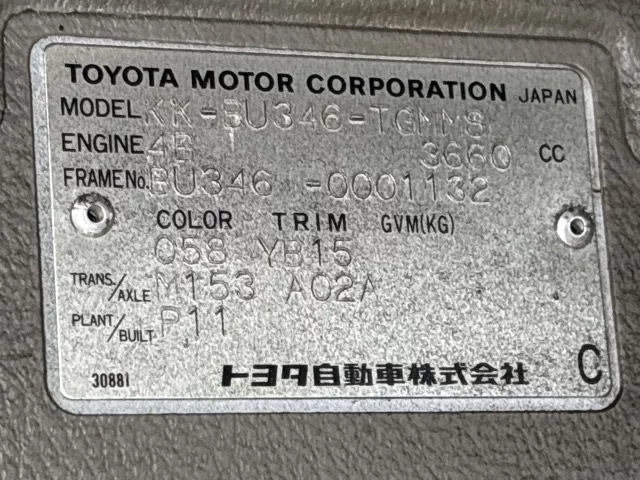 TOYOTA MOTOR CORPORATION JAPAN
MODEL KK-BU346-TGMMS
ENGINE 4B 3660 CC
FRAME No. BU346 -0001132
COLOR TRIM GVM(KG)
058 YB15
TRANS/AXLE M153 A02A
PLANT/BUILT P11
30881 トヨタ自動車株式会社 C